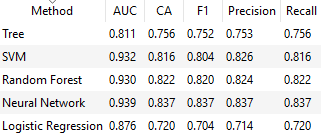 Method AUC CA F1 Precision Recall
Tree 0.811 0.756 0.752 0.753 0.756
SVM 0.932 0.816 0.804 0.826 0.816
Random Forest 0.930 0.822 0.820 0.824 0.822
Neural Network 0.939 0.837 0.837 0.837 0.837
Logistic Regression 0.876 0.720 0.704 0.714 0.720